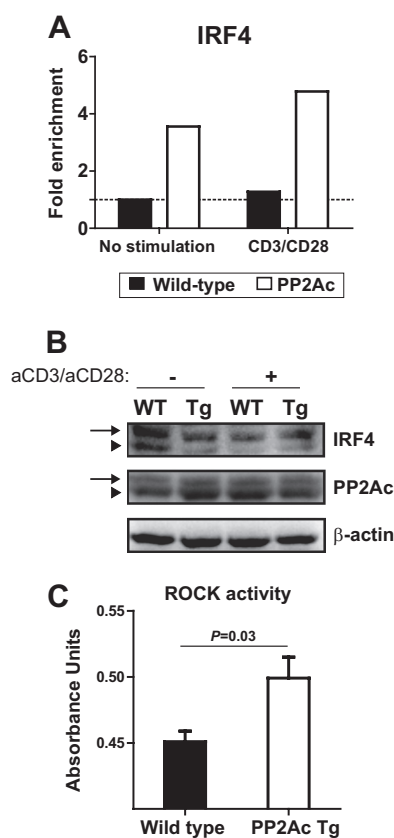 A
IRF4
Fold enrichment
6
4
2
0
No stimulation CD3/CD28
Wild-type PP2Ac
B
aCD3/aCD28: - +
WT Tg WT Tg
IRF4
PP2Ac
β-actin
C
ROCK activity
Absorbance Units
0.55
P=0.03
0.50
0.45
Wild type PP2Ac Tg